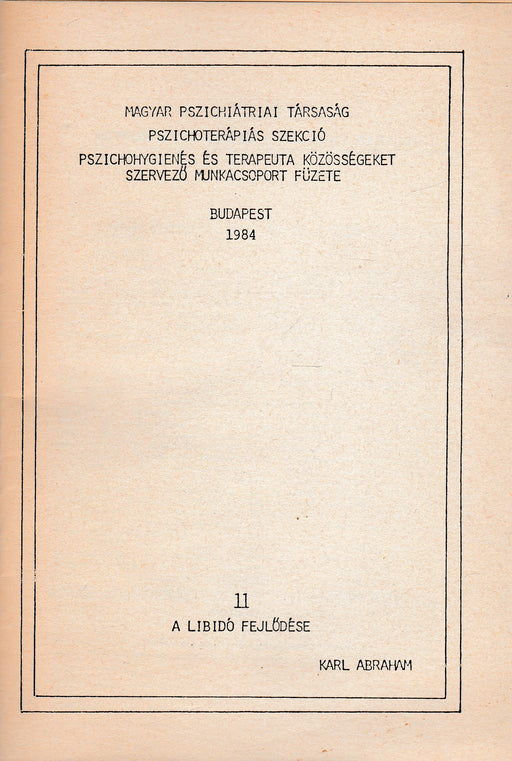 MAGYAR PSZICHIÁTRIAI TÁRSASÁG
PSZICHOTERÁPIÁS SZEKCIÓ
PSZICHOHYGIENÉS ÉS TERAPEUTA KÖZÖSSÉGEKET
SZERVEZŐ MUNKACSOPORT FÜZETE
BUDAPEST
1984
11
A LIBIDÓ FEJLŐDÉSE
KARL ABRAHAM